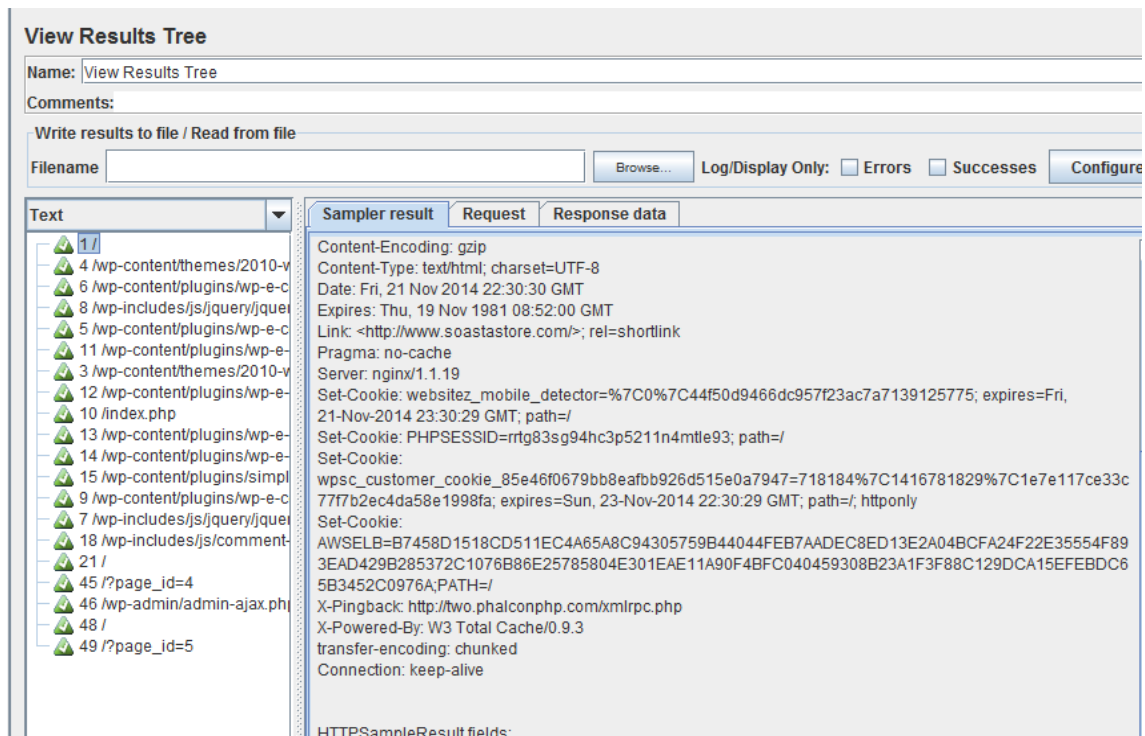 View Results Tree
Name: View Results Tree
Comments:
Write results to file / Read from file
Filename Browse... Log/Display Only: Errors Successes Configure
Text
1 /
4 /wp-content/themes/2010-w
6 /wp-content/plugins/wp-e-c
8 /wp-includes/js/jquery/jquer
5 /wp-content/plugins/wp-e-c
11 /wp-content/plugins/wp-e-
3 /wp-content/themes/2010-w
12 /wp-content/plugins/wp-e-
10 /index.php
13 /wp-content/plugins/wp-e-
14 /wp-content/plugins/wp-e-
15 /wp-content/plugins/simpl
9 /wp-content/plugins/wp-e-c
7 /wp-includes/js/jquery/jquer
18 /wp-includes/js/comment-
21 /
45 /?page_id=4
46 /wp-admin/admin-ajax.php
48 /
49 /?page_id=5
Sampler result Request Response data
Content-Encoding: gzip
Content-Type: text/html; charset=UTF-8
Date: Fri, 21 Nov 2014 22:30:30 GMT
Expires: Thu, 19 Nov 1981 08:52:00 GMT
Link: <http://www.soastastore.com/>; rel=shortlink
Pragma: no-cache
Server: nginx/1.1.19
Set-Cookie: websitez_mobile_detector=%7C0%7C44f50d9466dc957f23ac7a7139125775; expires=Fri,
21-Nov-2014 23:30:29 GMT; path=/
Set-Cookie: PHPSESSID=rrtg83sg94hc3p5211n4mtle93; path=/
Set-Cookie:
wpsc_customer_cookie_85e46f0679bb8eafbb926d515e0a7947=718184%7C1416781829%7C1e7e117ce33c
77f7b2ec4da58e1998fa; expires=Sun, 23-Nov-2014 22:30:29 GMT; path=/; httponly
Set-Cookie:
AWSELB=B7458D1518CD511EC4A65A8C94305759B44044FEB7AADEC8ED13E2A04BCFA24F22E35554F89
3EAD429B285372C1076B86E25785804E301EAE11A90F4BFC040459308B23A1F3F88C129DCA15EFEBDC6
5B3452C0976A;PATH=/
X-Pingback: http://two.phalconphp.com/xmlrpc.php
X-Powered-By: W3 Total Cache/0.9.3
transfer-encoding: chunked
Connection: keep-alive
HTTPSampleResult fields: